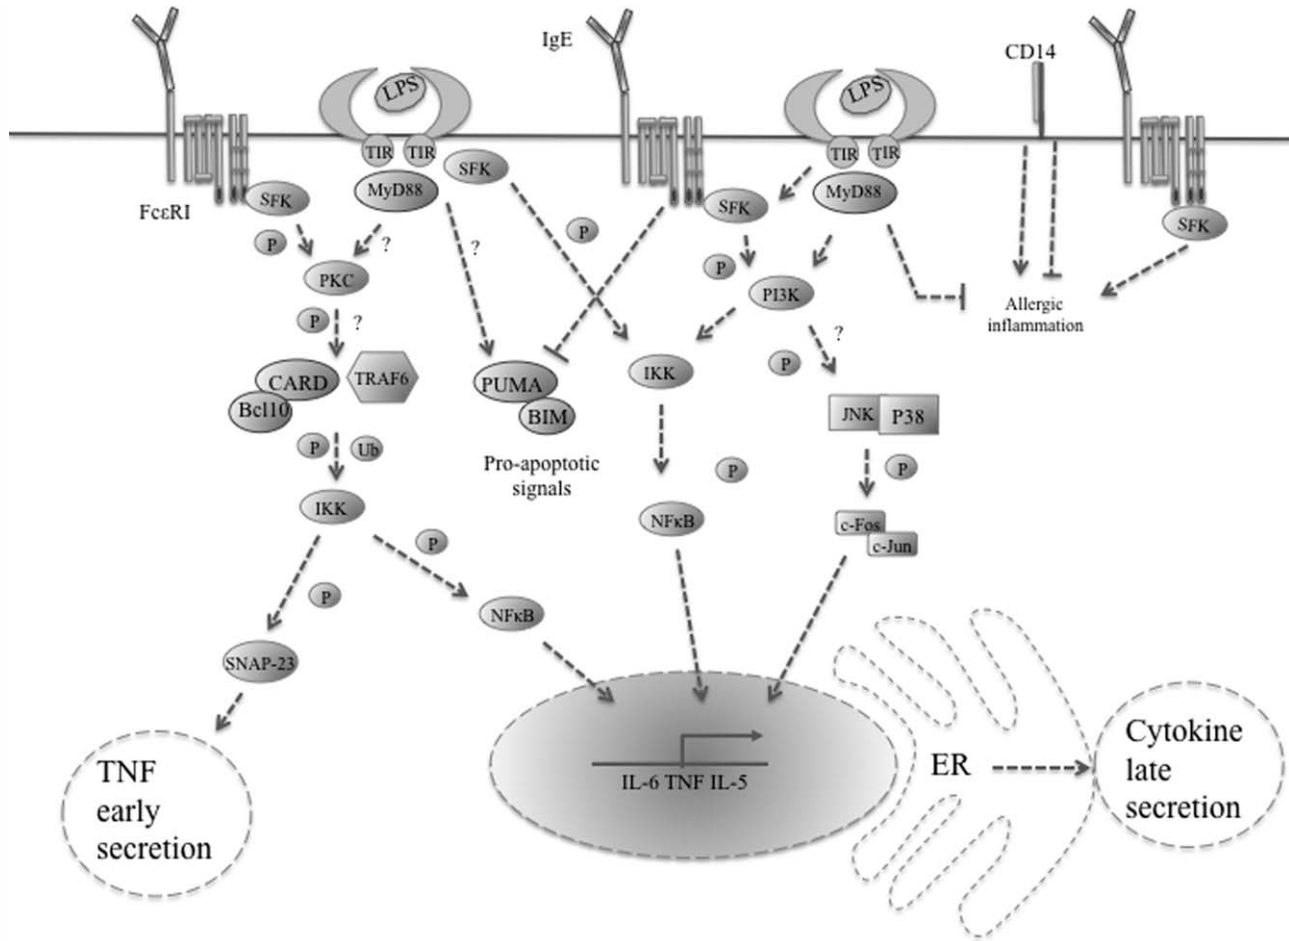 IgE
CD14
LPS
LPS
TIR
TIR
TIR
TIR
SFK
MyD88
MyD88
FcεRI
SFK
SFK
SFK
P
?
?
P
P
PKC
PI3K
Allergic
inflammation
P
?
?
P
CARD
TRAF6
Bcl10
PUMA
BIM
IKK
JNK
P38
P
Ub
Pro-apoptotic
signals
P
P
IKK
NFκB
c-Fos
c-Jun
P
P
NFκB
SNAP-23
TNF
early
secretion
IL-6 TNF IL-5
ER
Cytokine
late
secretion